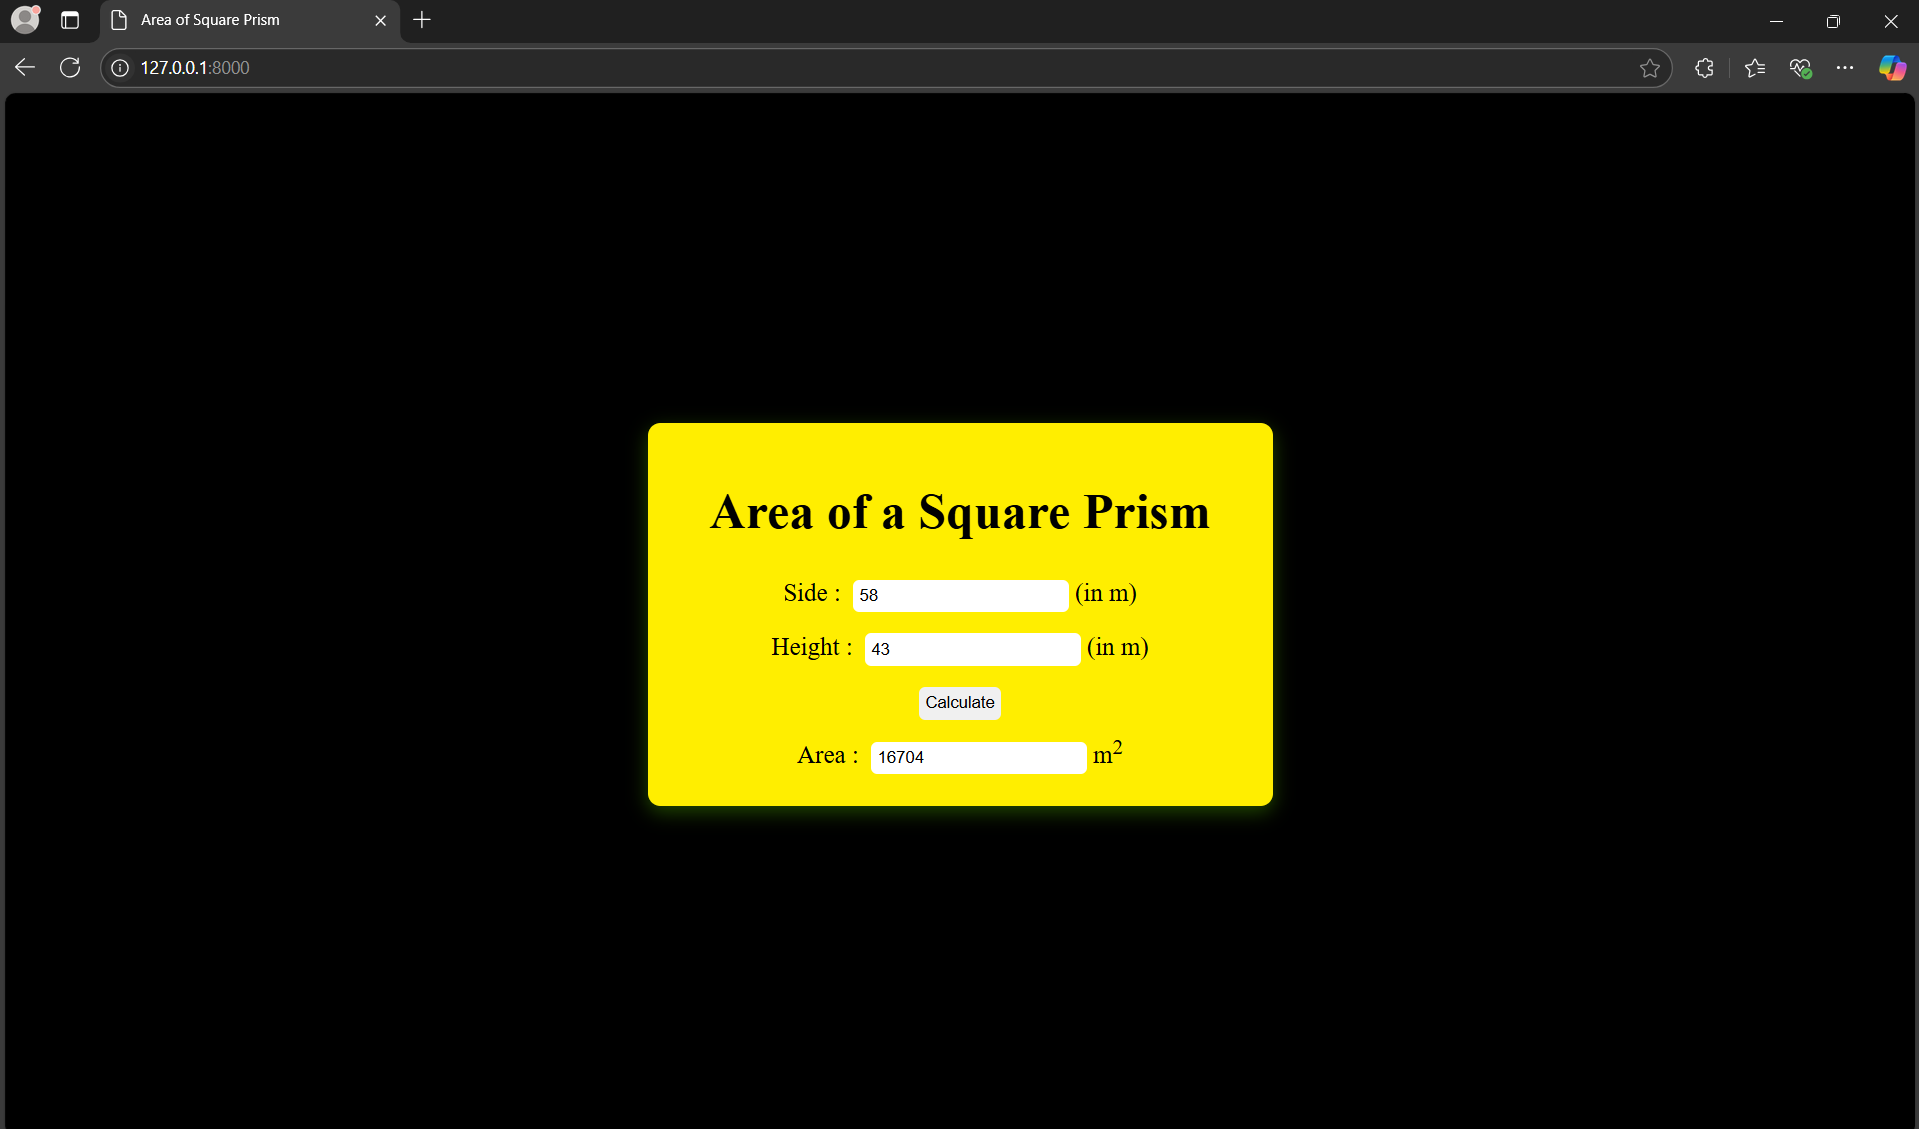 Area of Square Prism
127.0.0.1:8000
Area of a Square Prism
Side : 58 (in m)
Height : 43 (in m)
Calculate
Area : 16704 m²